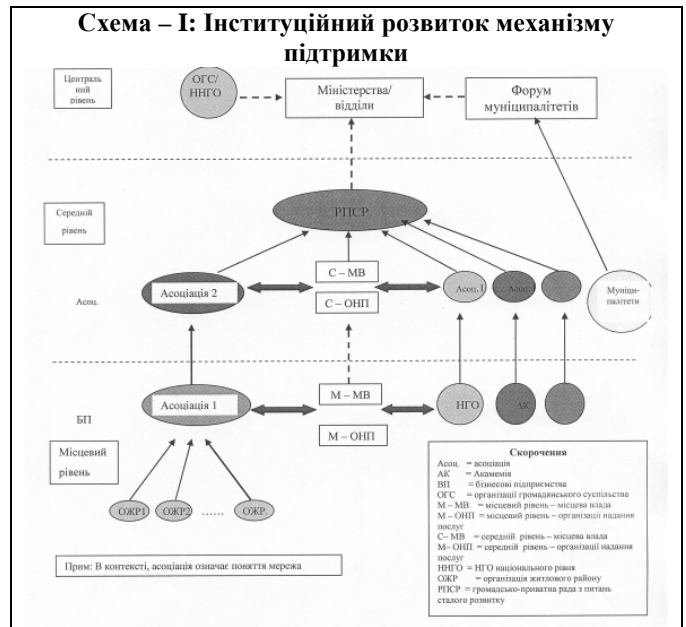 Схема – І: Інституційний розвиток механізму
підтримки
Централь
ний
рівень
ОГС/
ННГО
Міністерства/
відділи
Форум
муніципалітетів
Середній
рівень
РПСР
Асоц.
Асоціація 2
С – МВ
С – ОНП
Асоц. 1
Асоц.
Муніци-
палітети
БП
Асоціація 1
М – МВ
М – ОНП
НГО
АК
Місцевий
рівень
ОЖР1
ОЖР2
......
ОЖР.
Скорочення
Асоц. = асоціація
АК = Акамемія
ВП = бізнесові підприємства
ОГС = організації громадянського суспільства
М – МВ = місцевий рівень – місцева влада
М – ОНП = місцевий рівень – організації надання
послуг
С– МВ = середній рівень – місцева влада
М– ОНП = середній рівень – організації надання
послуг
ННГО = НГО національного рівня
ОЖР = організація житлового району
РПСР = громадсько-приватна рада з питань
сталого розвитку
Прим: В контексті, асоціація означає поняття мережа